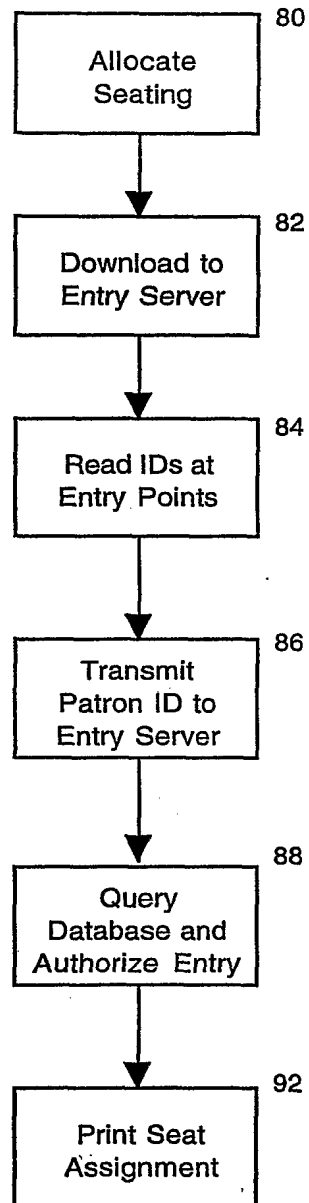 80
Allocate
Seating
82
Download to
Entry Server
84
Read IDs at
Entry Points
86
Transmit
Patron ID to
Entry Server
88
Query
Database and
Authorize Entry
92
Print Seat
Assignment